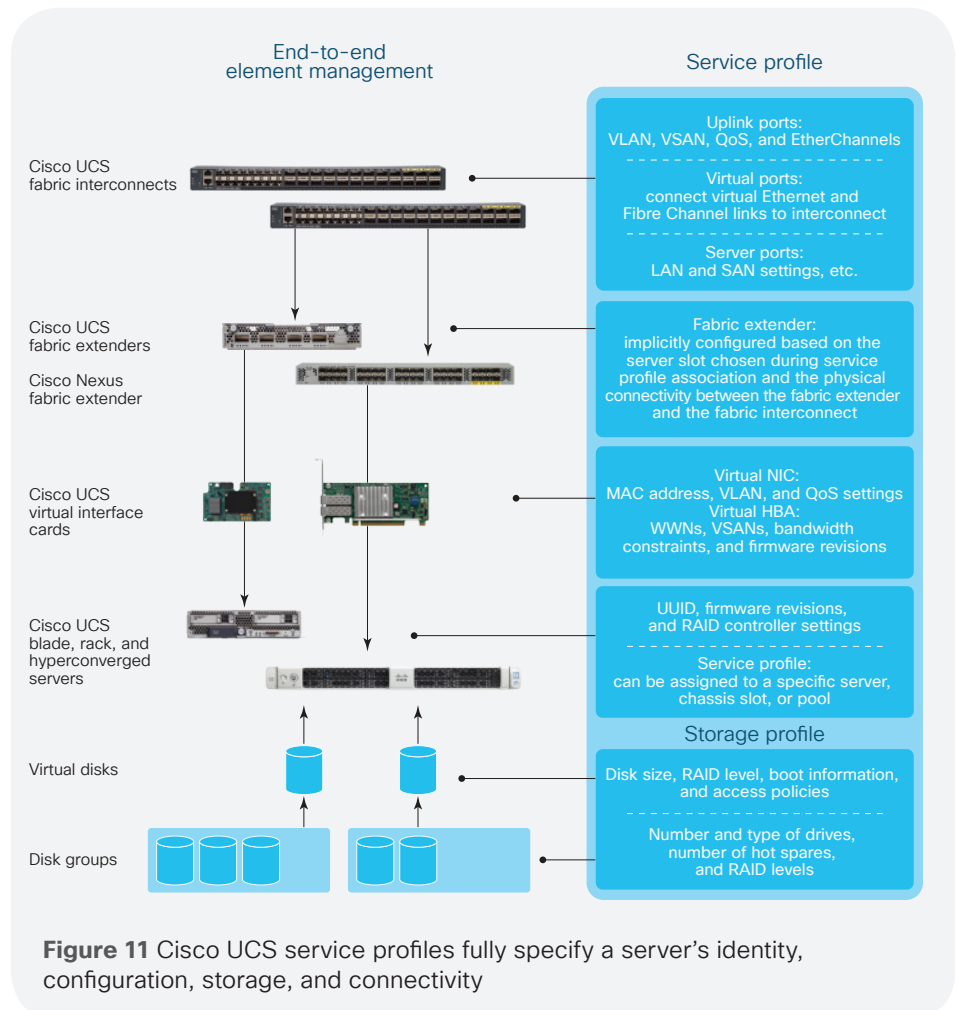 End-to-end
element management
Service profile
Cisco UCS
fabric interconnects
Uplink ports:
VLAN, VSAN, QoS, and EtherChannels
Virtual ports:
connect virtual Ethernet and
Fibre Channel links to interconnect
Server ports:
LAN and SAN settings, etc.
Cisco UCS
fabric extenders
Cisco Nexus
fabric extender
Fabric extender:
implicitly configured based on the
server slot chosen during service
profile association and the physical
connectivity between the fabric extender
and the fabric interconnect
Cisco UCS
virtual interface
cards
Virtual NIC:
MAC address, VLAN, and QoS settings
Virtual HBA:
WWNs, VSANs, bandwidth
constraints, and firmware revisions
Cisco UCS
blade, rack, and
hyperconverged
servers
UUID, firmware revisions,
and RAID controller settings
Service profile:
can be assigned to a specific server,
chassis slot, or pool
Storage profile
Virtual disks
Disk size, RAID level, boot information,
and access policies
Disk groups
Number and type of drives,
number of hot spares,
and RAID levels
Figure 11 Cisco UCS service profiles fully specify a server’s identity,
configuration, storage, and connectivity